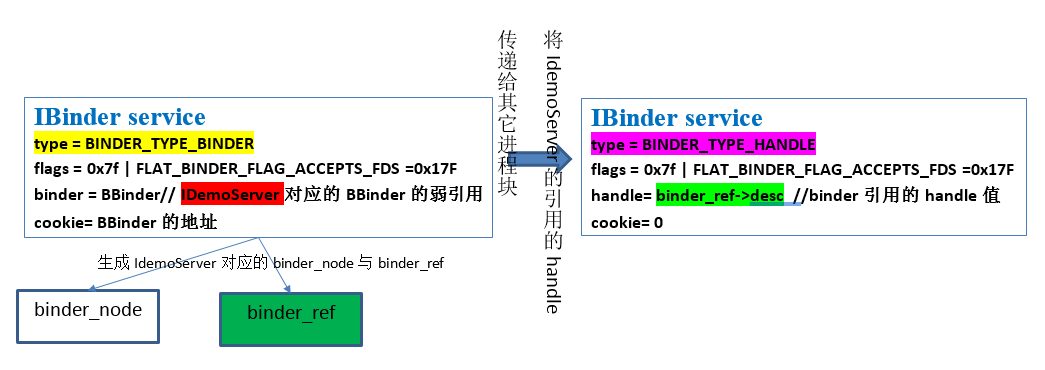 IBinder service
type = BINDER_TYPE_BINDER
flags = 0x7f | FLAT_BINDER_FLAG_ACCEPTS_FDS =0x17F
binder = BBinder// IDemoServer 对应的 BBinder 的弱引用
cookie= BBinder 的地址
生成 IdemoServer 对应的 binder_node 与 binder_ref
binder_node
binder_ref
传递给其它进程块
将 IdemoServer 的引用的 handle
IBinder service
type = BINDER_TYPE_HANDLE
flags = 0x7f | FLAT_BINDER_FLAG_ACCEPTS_FDS =0x17F
handle= binder_ref->desc //binder 引用的 handle 值
cookie= 0